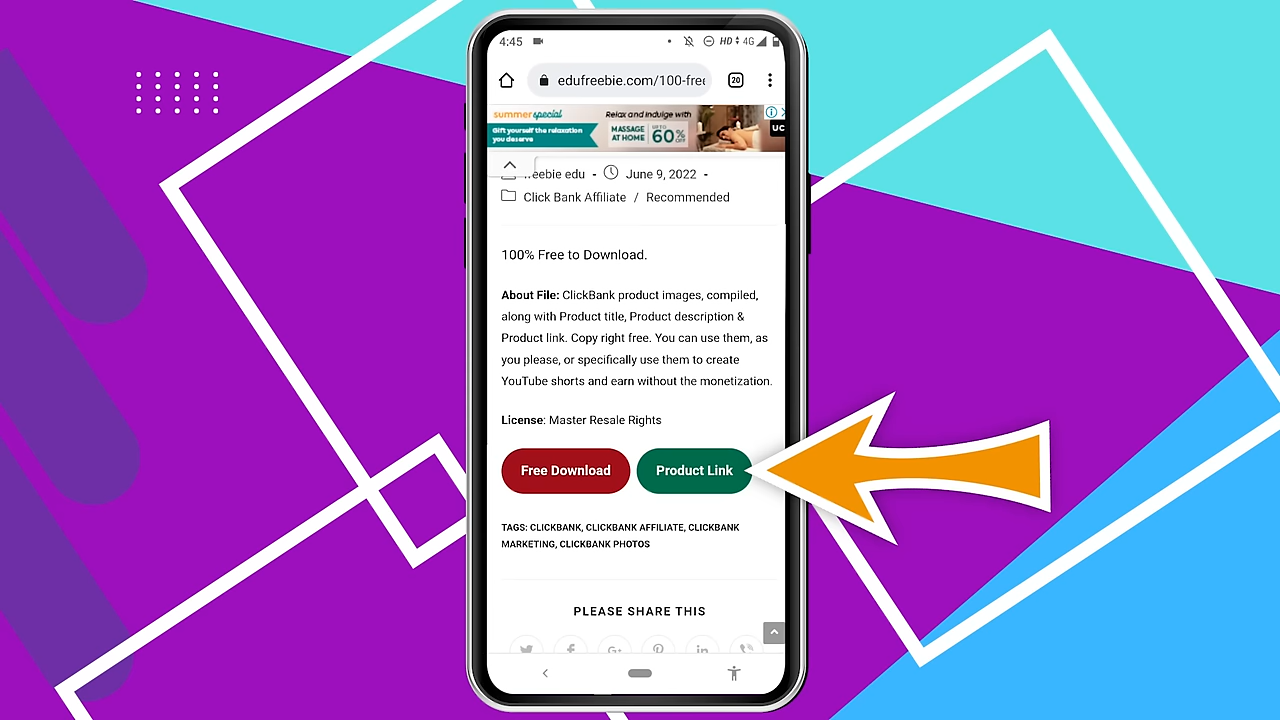 4:45 HD 4G
edufreebie.com/100-free
20
summer special
Gift yourself the relaxation
you deserve
Relax and indulge with
MASSAGE
AT HOME
UPTO
60% OFF
UC
freebie edu - June 9, 2022 -
Click Bank Affiliate / Recommended
100% Free to Download.
About File: ClickBank product images, compiled,
along with Product title, Product description &
Product link. Copy right free. You can use them, as
you please, or specifically use them to create
YouTube shorts and earn without the monetization.
License: Master Resale Rights
Free Download Product Link
TAGS: CLICKBANK, CLICKBANK AFFILIATE, CLICKBANK
MARKETING, CLICKBANK PHOTOS
PLEASE SHARE THIS